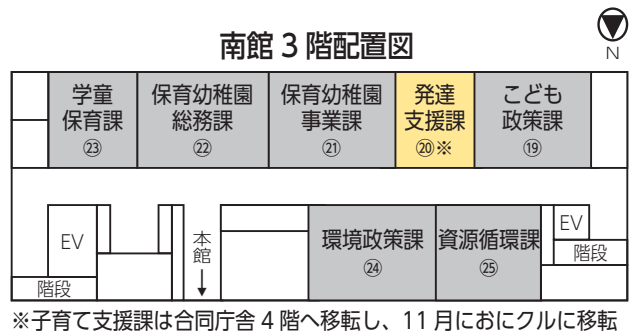 南館3階配置図
N
学童
保育課
㉓
保育幼稚園
総務課
㉒
保育幼稚園
事業課
㉑
発達
支援課
⑳※
こども
政策課
⑲
EV
階段
本館
↓
環境政策課
㉔
資源循環課
㉕
EV
階段
※子育て支援課は合同庁舎4階へ移転し、11月におにクルに移転